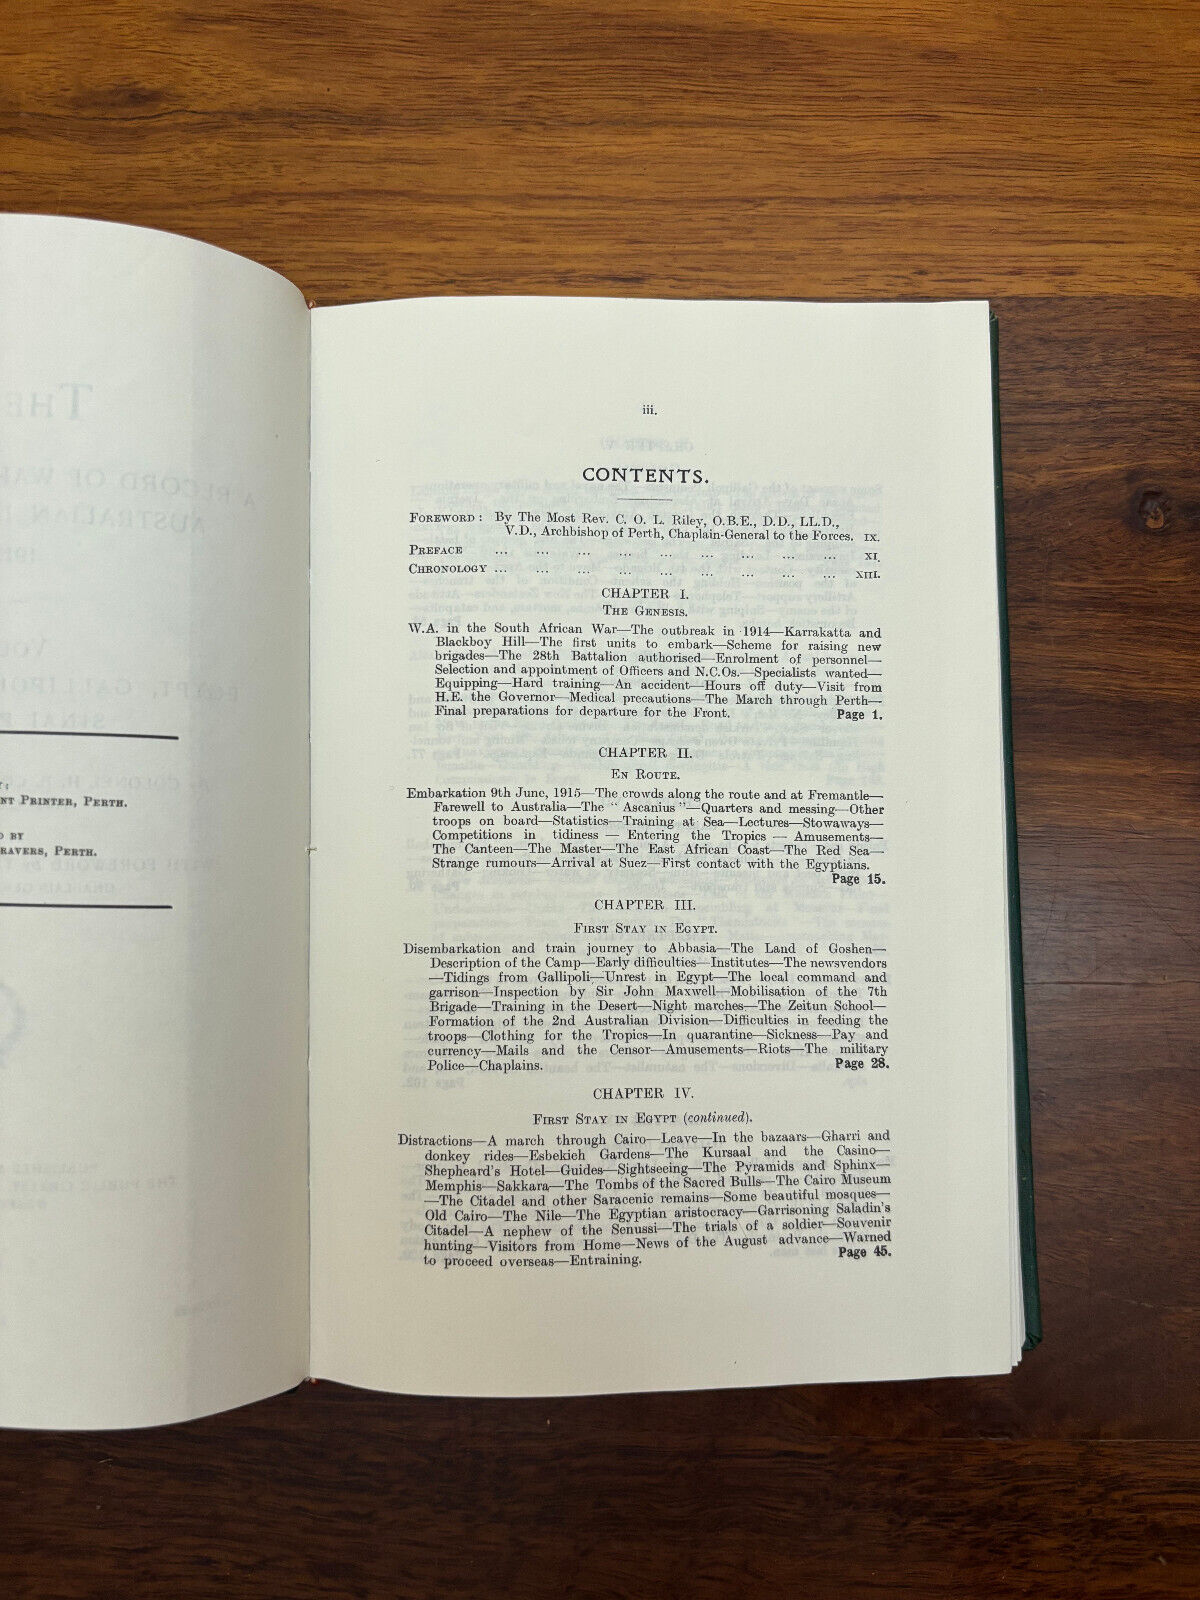 NT PRINTER, PERTH.
D BY
RAVERS, PERTH.
iii.
CONTENTS.
FOREWORD: By The Most Rev. C. O. L. Riley, O.B.E., D.D., LL.D.,
V.D., Archbishop of Perth, Chaplain-General to the Forces. IX.
PREFACE ... ... ... ... ... ... ... ... ... XI.
CHRONOLOGY ... ... ... ... ... ... ... ... ... XIII.
CHAPTER I.
THE GENESIS.
W.A. in the South African War—The outbreak in 1914—Karrakatta and
Blackboy Hill—The first units to embark—Scheme for raising new
brigades—The 28th Battalion authorised—Enrolment of personnel—
Selection and appointment of Officers and N.C.Os.—Specialists wanted—
Equipping—Hard training—An accident—Hours off duty—Visit from
H.E. the Governor—Medical precautions—The March through Perth—
Final preparations for departure for the Front. Page 1.
CHAPTER II.
EN ROUTE.
Embarkation 9th June, 1915—The crowds along the route and at Fremantle—
Farewell to Australia—The "Ascanius"—Quarters and messing—Other
troops on board—Statistics—Training at Sea—Lectures—Stowaways—
Competitions in tidiness — Entering the Tropics — Amusements—
The Canteen—The Master—The East African Coast—The Red Sea—
Strange rumours—Arrival at Suez—First contact with the Egyptians.
Page 15.
CHAPTER III.
FIRST STAY IN EGYPT.
Disembarkation and train journey to Abbasia—The Land of Goshen—
Description of the Camp—Early difficulties—Institutes—The newsvendors
—Tidings from Gallipoli—Unrest in Egypt—The local command and
garrison—Inspection by Sir John Maxwell—Mobilisation of the 7th
Brigade—Training in the Desert—Night marches—The Zeitun School—
Formation of the 2nd Australian Division—Difficulties in feeding the
troops—Clothing for the Tropics—In quarantine—Sickness—Pay and
currency—Mails and the Censor—Amusements—Riots—The military
Police—Chaplains. Page 28.
CHAPTER IV.
FIRST STAY IN EGYPT (continued).
Distractions—A march through Cairo—Leave—In the bazaars—Gharri and
donkey rides—Esbekieh Gardens—The Kursaal and the Casino—
Shepheard's Hotel—Guides—Sightseeing—The Pyramids and Sphinx—
Memphis—Sakkara—The Tombs of the Sacred Bulls—The Cairo Museum
—The Citadel and other Saracenic remains—Some beautiful mosques—
Old Cairo—The Nile—The Egyptian aristocracy—Garrisoning Saladin's
Citadel—A nephew of the Senussi—The trials of a soldier—Souvenir
hunting—Visitors from Home—News of the August advance—Warned
to proceed overseas—Entraining. Page 45.